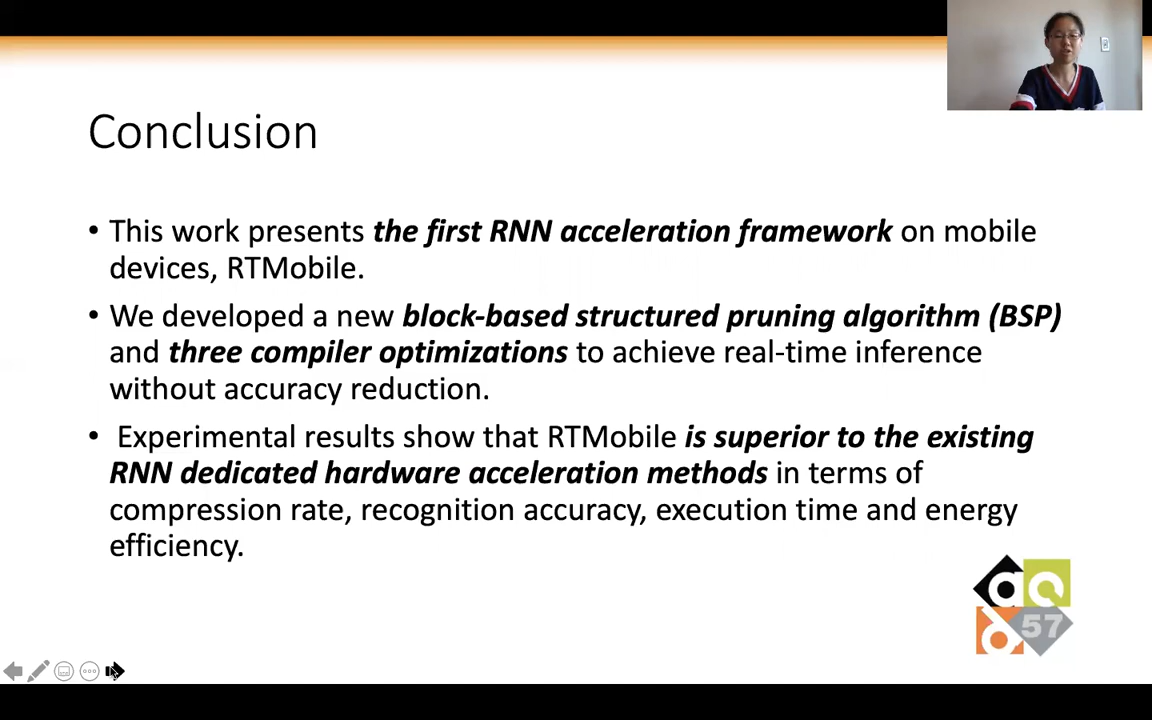 Conclusion
• This work presents the first RNN acceleration framework on mobile
devices, RTMobile.
• We developed a new block-based structured pruning algorithm (BSP)
and three compiler optimizations to achieve real-time inference
without accuracy reduction.
• Experimental results show that RTMobile is superior to the existing
RNN dedicated hardware acceleration methods in terms of
compression rate, recognition accuracy, execution time and energy
efficiency.
57